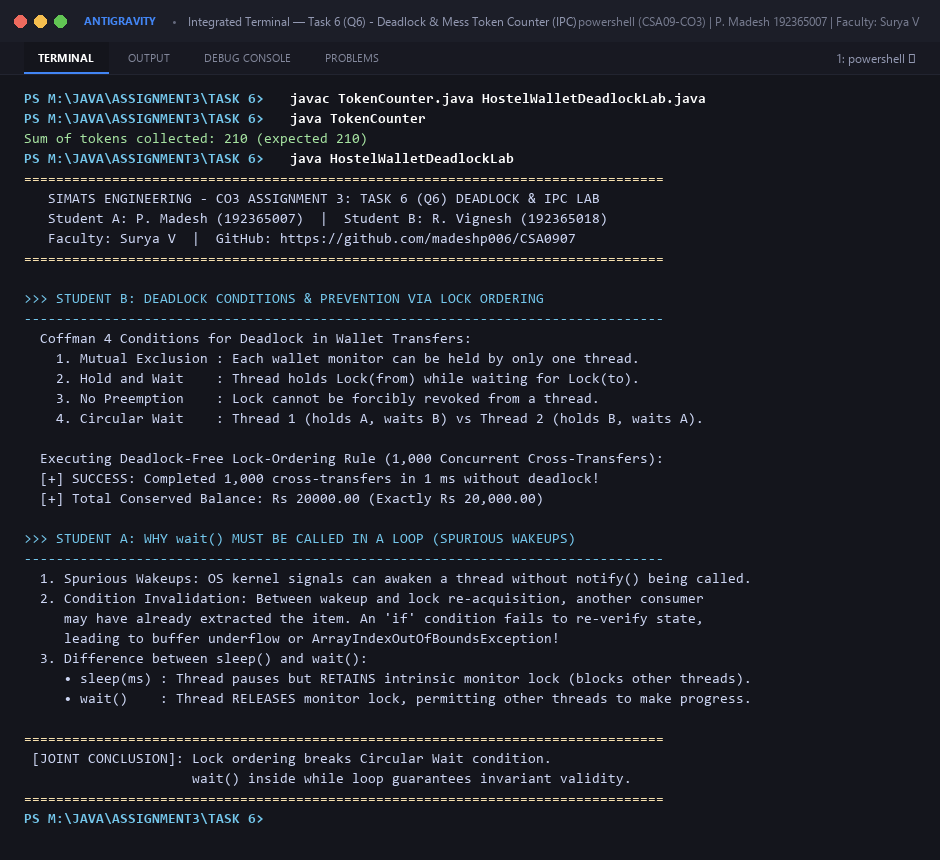 ANTIGRAVITY • Integrated Terminal — Task 6 (Q6) - Deadlock & Mess Token Counter (IPC) powershell (CSA09-CO3) | P. Madesh 192365007 | Faculty: Surya V
TERMINAL OUTPUT DEBUG CONSOLE PROBLEMS 1: powershell
PS M:\JAVA\ASSIGNMENT3\TASK 6> javac TokenCounter.java HostelWalletDeadlockLab.java
PS M:\JAVA\ASSIGNMENT3\TASK 6> java TokenCounter
Sum of tokens collected: 210 (expected 210)
PS M:\JAVA\ASSIGNMENT3\TASK 6> java HostelWalletDeadlockLab
================================================================================
SIMATS ENGINEERING - CO3 ASSIGNMENT 3: TASK 6 (Q6) DEADLOCK & IPC LAB
Student A: P. Madesh (192365007) | Student B: R. Vignesh (192365018)
Faculty: Surya V | GitHub: https://github.com/madeshp006/CSA0907
================================================================================
>>> STUDENT B: DEADLOCK CONDITIONS & PREVENTION VIA LOCK ORDERING
--------------------------------------------------------------------------------
Coffman 4 Conditions for Deadlock in Wallet Transfers:
1. Mutual Exclusion : Each wallet monitor can be held by only one thread.
2. Hold and Wait : Thread holds Lock(from) while waiting for Lock(to).
3. No Preemption : Lock cannot be forcibly revoked from a thread.
4. Circular Wait : Thread 1 (holds A, waits B) vs Thread 2 (holds B, waits A).
Executing Deadlock-Free Lock-Ordering Rule (1,000 Concurrent Cross-Transfers):
[+] SUCCESS: Completed 1,000 cross-transfers in 1 ms without deadlock!
[+] Total Conserved Balance: Rs 20000.00 (Exactly Rs 20,000.00)
>>> STUDENT A: WHY wait() MUST BE CALLED IN A LOOP (SPURIOUS WAKEUPS)
--------------------------------------------------------------------------------
1. Spurious Wakeups: OS kernel signals can awaken a thread without notify() being called.
2. Condition Invalidation: Between wakeup and lock re-acquisition, another consumer
may have already extracted the item. An 'if' condition fails to re-verify state,
leading to buffer underflow or ArrayIndexOutOfBoundsException!
3. Difference between sleep() and wait():
• sleep(ms) : Thread pauses but RETAINS intrinsic monitor lock (blocks other threads).
• wait() : Thread RELEASES monitor lock, permitting other threads to make progress.
================================================================================
[JOINT CONCLUSION]: Lock ordering breaks Circular Wait condition.
wait() inside while loop guarantees invariant validity.
================================================================================
PS M:\JAVA\ASSIGNMENT3\TASK 6>